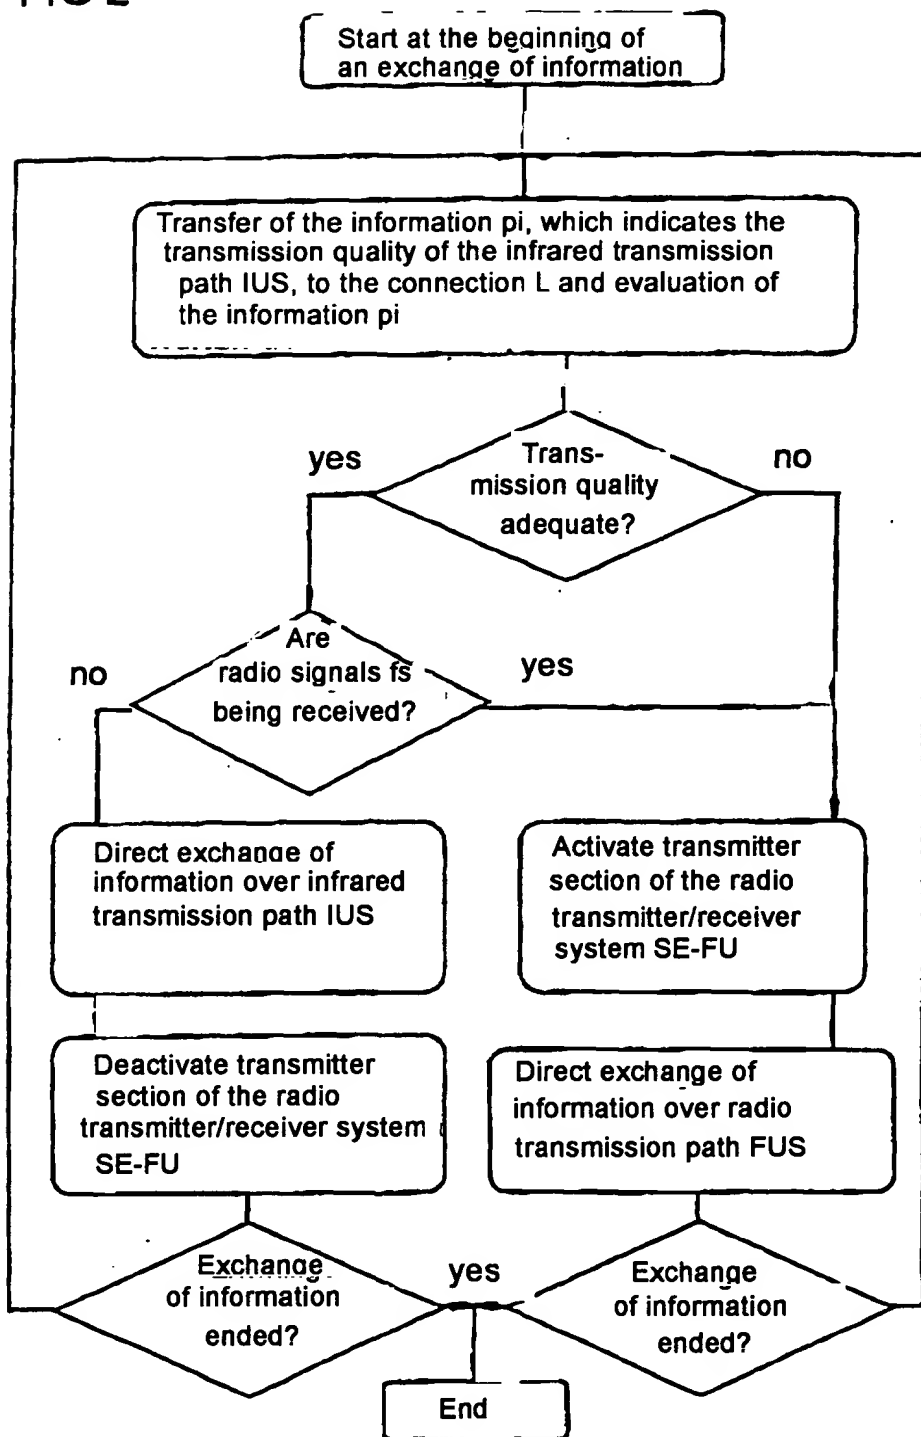 Start at the beginning of
an exchange of information
Transfer of the information pi, which indicates the
transmission quality of the infrared transmission
path IUS, to the connection L and evaluation of
the information pi
Trans-
mission quality
adequate?
yes
no
Are
radio signals fs
being received?
no
yes
Direct exchange of
information over infrared
transmission path IUS
Activate transmitter
section of the radio
transmitter/receiver
system SE-FU
Deactivate transmitter
section of the radio
transmitter/receiver system
SE-FU
Direct exchange of
information over radio
transmission path FUS
Exchange
of information
ended?
yes
Exchange
of information
ended?
End